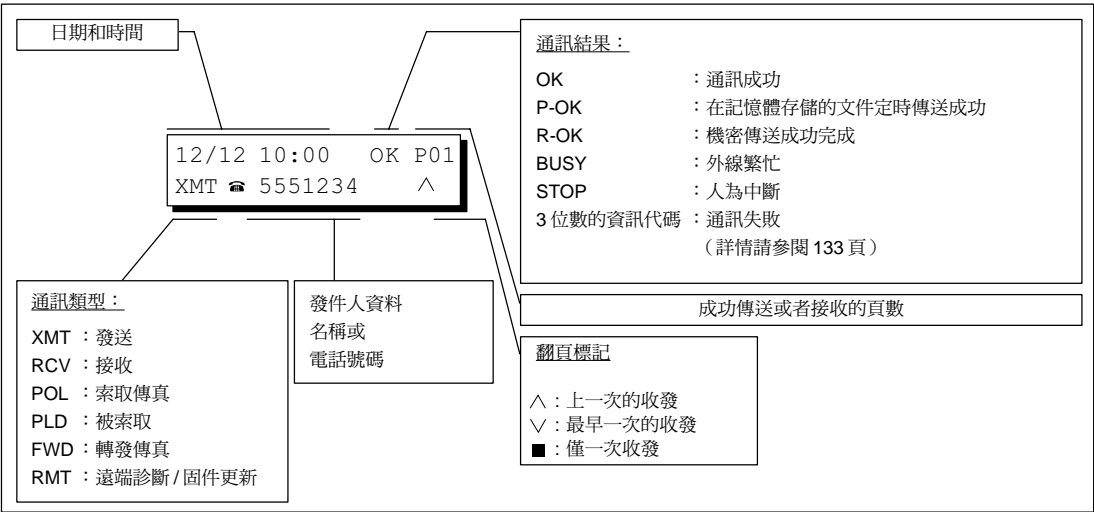 日期和時間
12/12 10:00 OK P01
XMT ☎ 5551234 ∧
通訊結果：
OK ：通訊成功
P-OK ：在記憶體存儲的文件定時傳送成功
R-OK ：機密傳送成功完成
BUSY ：外線繁忙
STOP ：人為中斷
3 位數的資訊代碼 ：通訊失敗
（詳情請參閱 133 頁）
通訊類型：
XMT ：發送
RCV ：接收
POL ：索取傳真
PLD ：被索取
FWD ：轉發傳真
RMT ：遠端診斷 / 固件更新
發件人資料
名稱或
電話號碼
成功傳送或者接收的頁數
翻頁標記
∧：上一次的收發
∨：最早一次的收發
■：僅一次收發